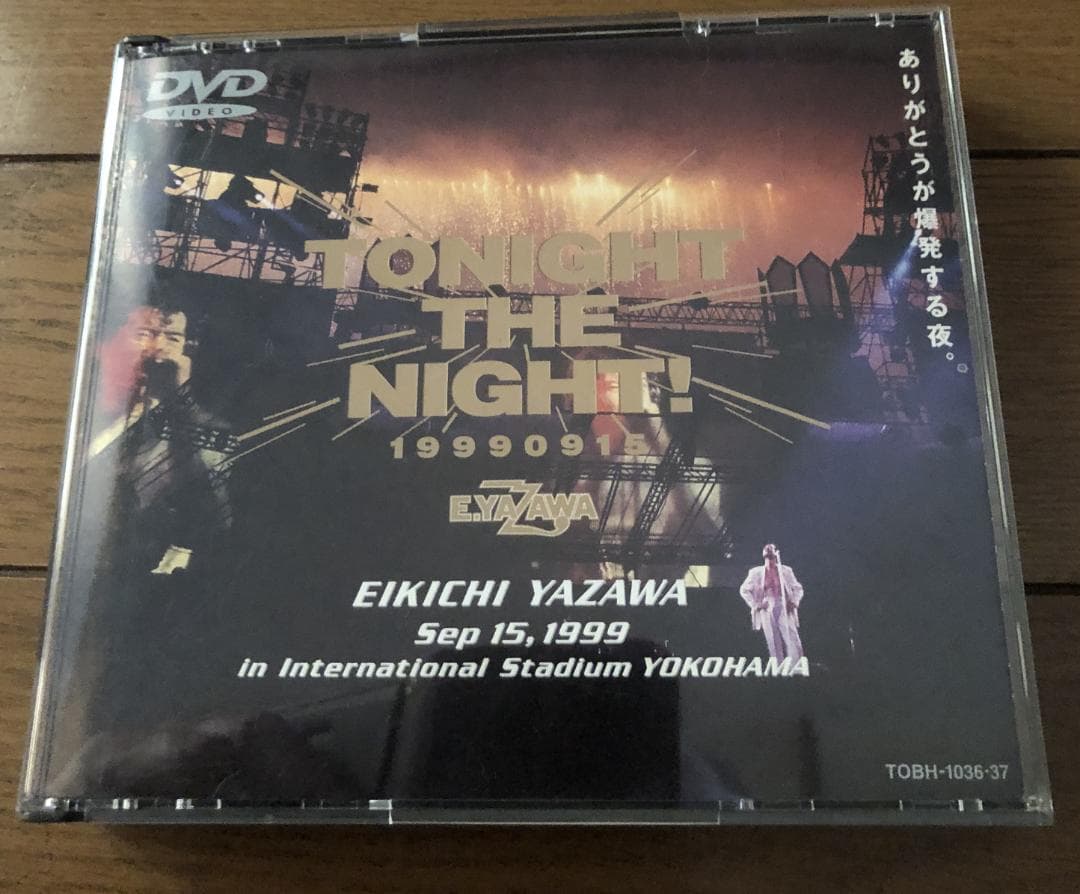 DVD
VIDEO
ありがとうが爆発する夜。
TONIGHT
THE
NIGHT!
19990915
E.YAZAWA
EIKICHI YAZAWA
Sep 15, 1999
in International Stadium YOKOHAMA
TOBH-1036·37